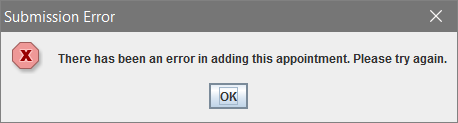 Submission Error
There has been an error in adding this appointment. Please try again.
OK